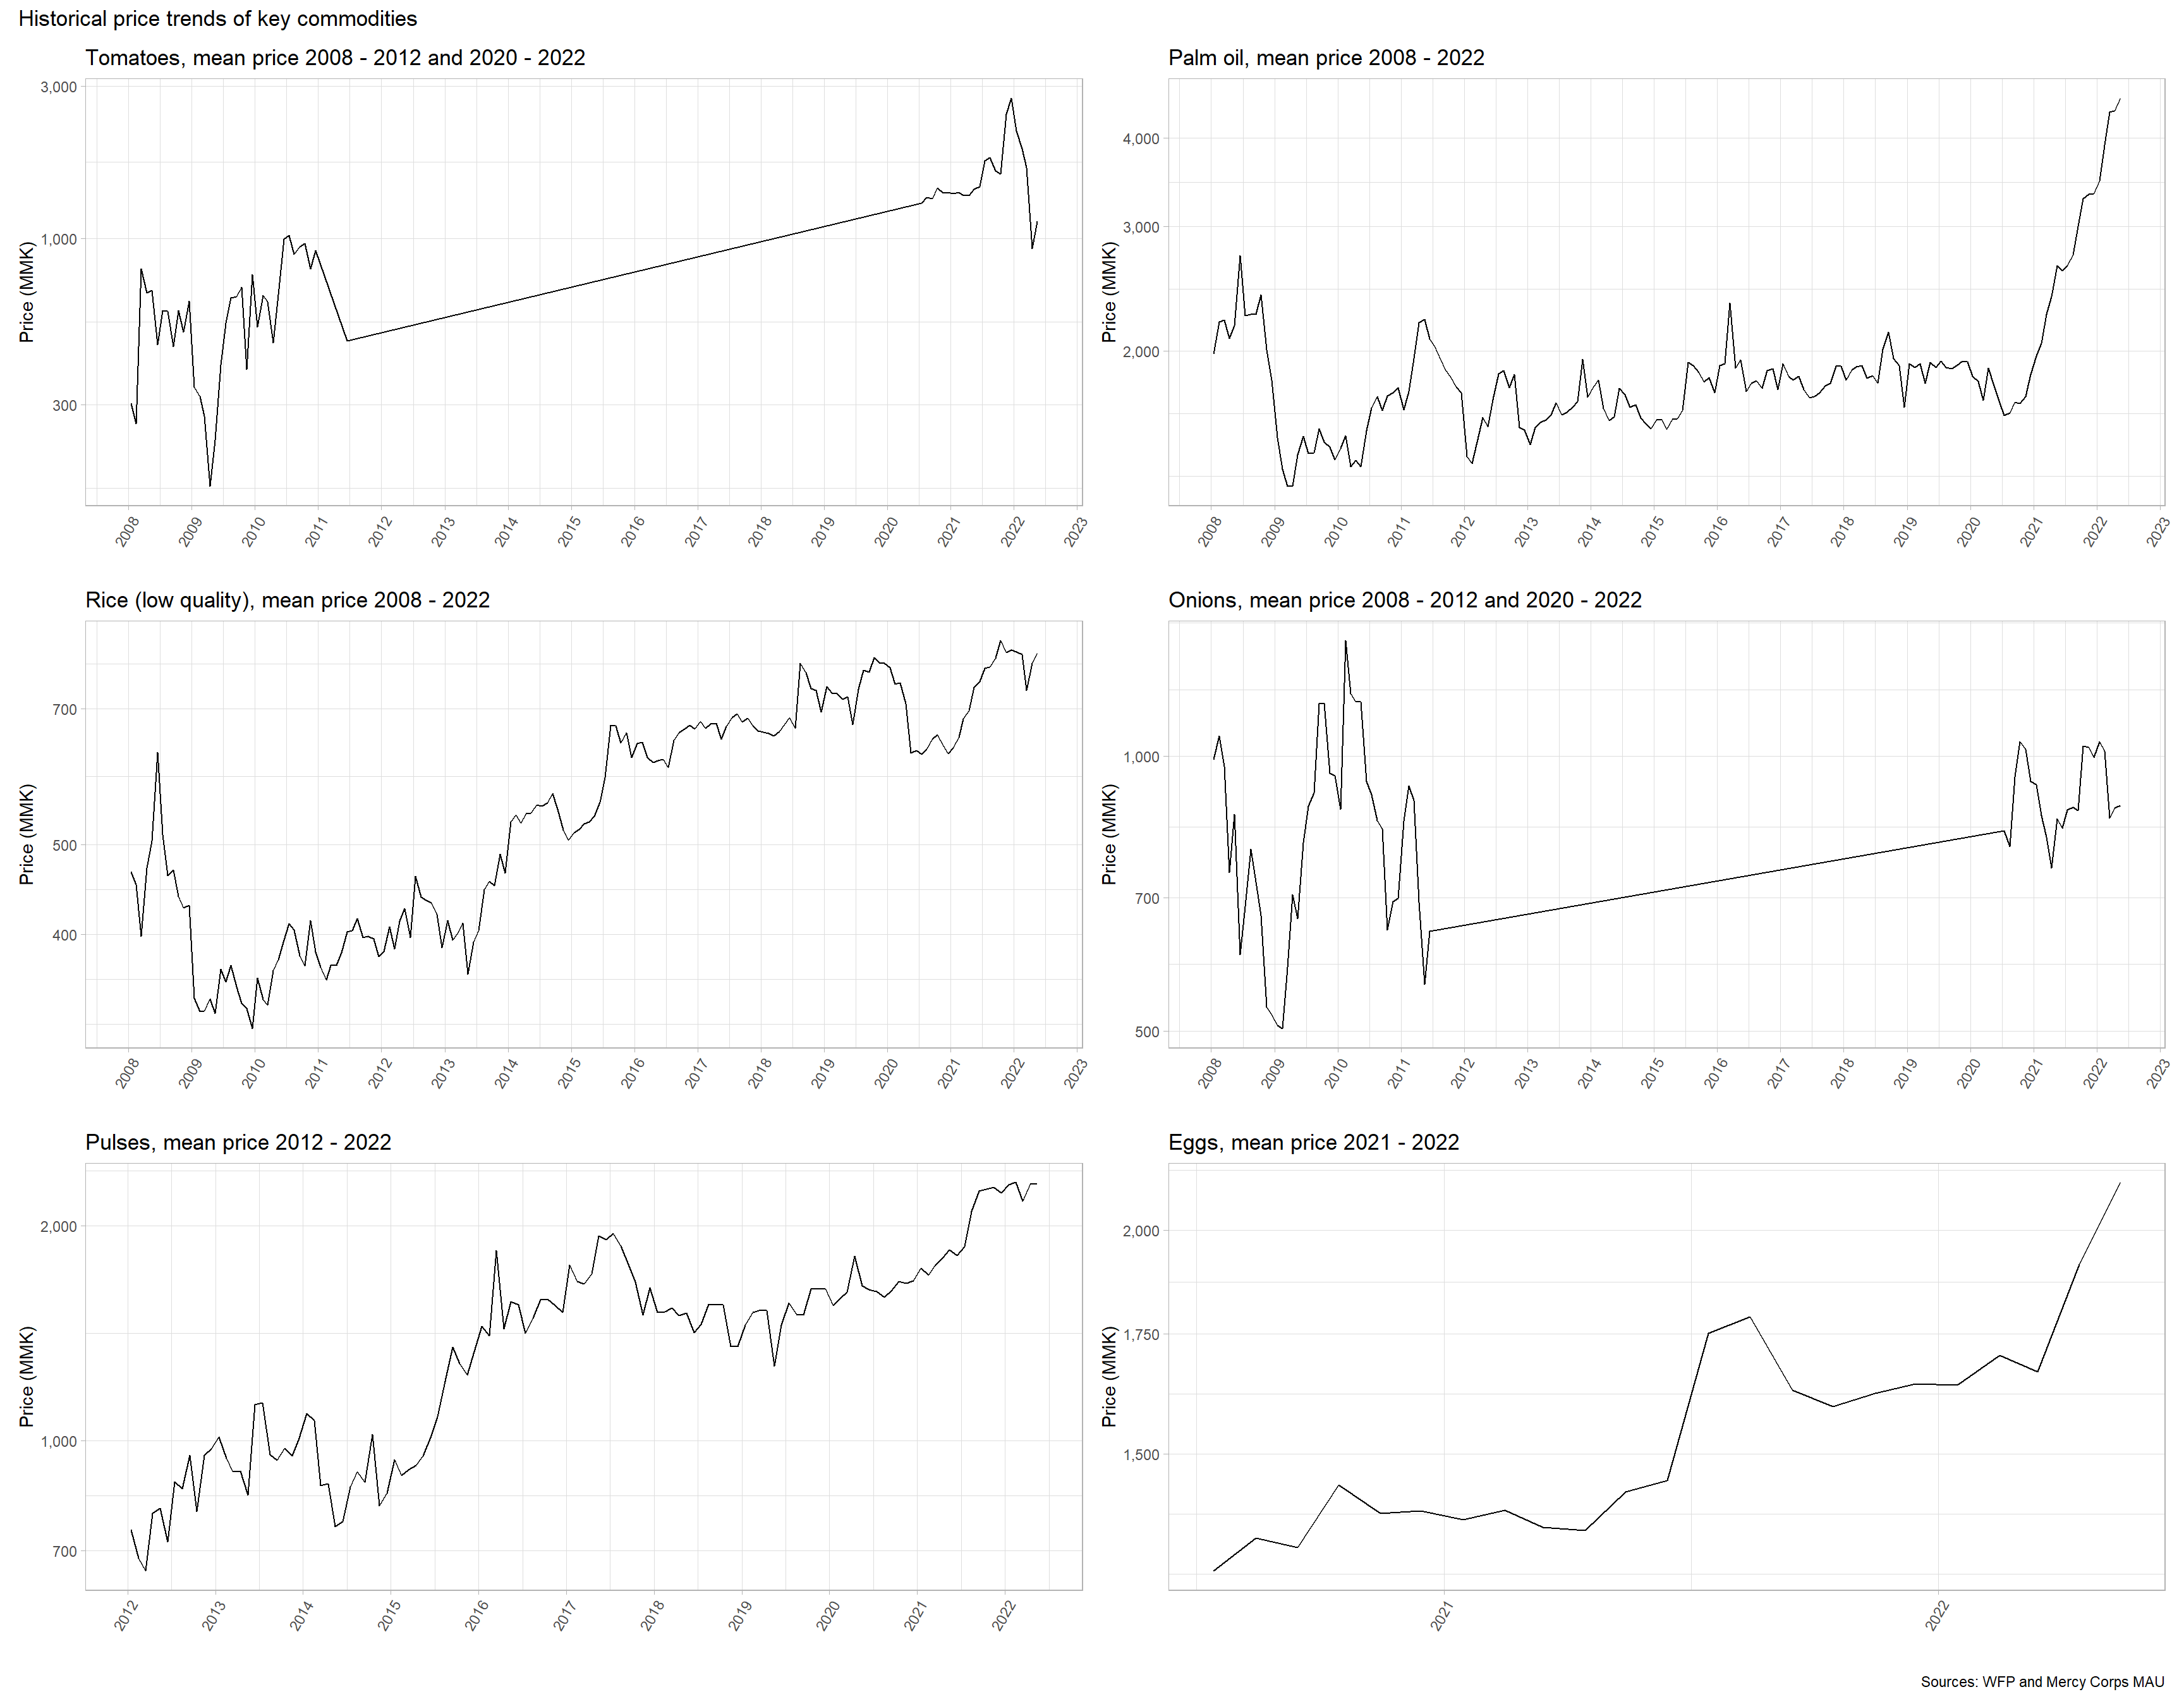 Historical price trends of key commodities
Tomatoes, mean price 2008 - 2012 and 2020 - 2022
Price (MMK)
3,000
1,000
300
2008 2009 2010 2011 2012 2013 2014 2015 2016 2017 2018 2019 2020 2021 2022 2023
Palm oil, mean price 2008 - 2022
Price (MMK)
4,000
3,000
2,000
2008 2009 2010 2011 2012 2013 2014 2015 2016 2017 2018 2019 2020 2021 2022 2023
Rice (low quality), mean price 2008 - 2022
Price (MMK)
700
500
400
2008 2009 2010 2011 2012 2013 2014 2015 2016 2017 2018 2019 2020 2021 2022 2023
Onions, mean price 2008 - 2012 and 2020 - 2022
Price (MMK)
1,000
700
500
2008 2009 2010 2011 2012 2013 2014 2015 2016 2017 2018 2019 2020 2021 2022 2023
Pulses, mean price 2012 - 2022
Price (MMK)
2,000
1,000
700
2012 2013 2014 2015 2016 2017 2018 2019 2020 2021 2022
Eggs, mean price 2021 - 2022
Price (MMK)
2,000
1,750
1,500
2021 2022
Sources: WFP and Mercy Corps MAU